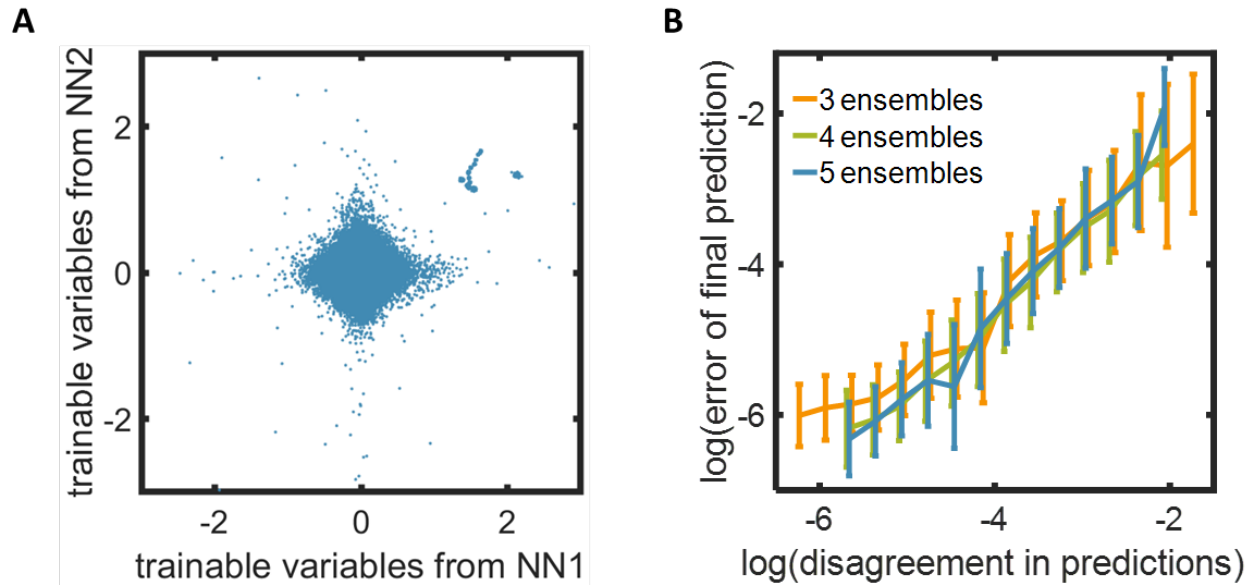 A
trainable variables from NN2
2
0
-2
-2
0
2
trainable variables from NN1
B
log(error of final prediction)
-2
-4
-6
3 ensembles
4 ensembles
5 ensembles
-6
-4
-2
log(disagreement in predictions)